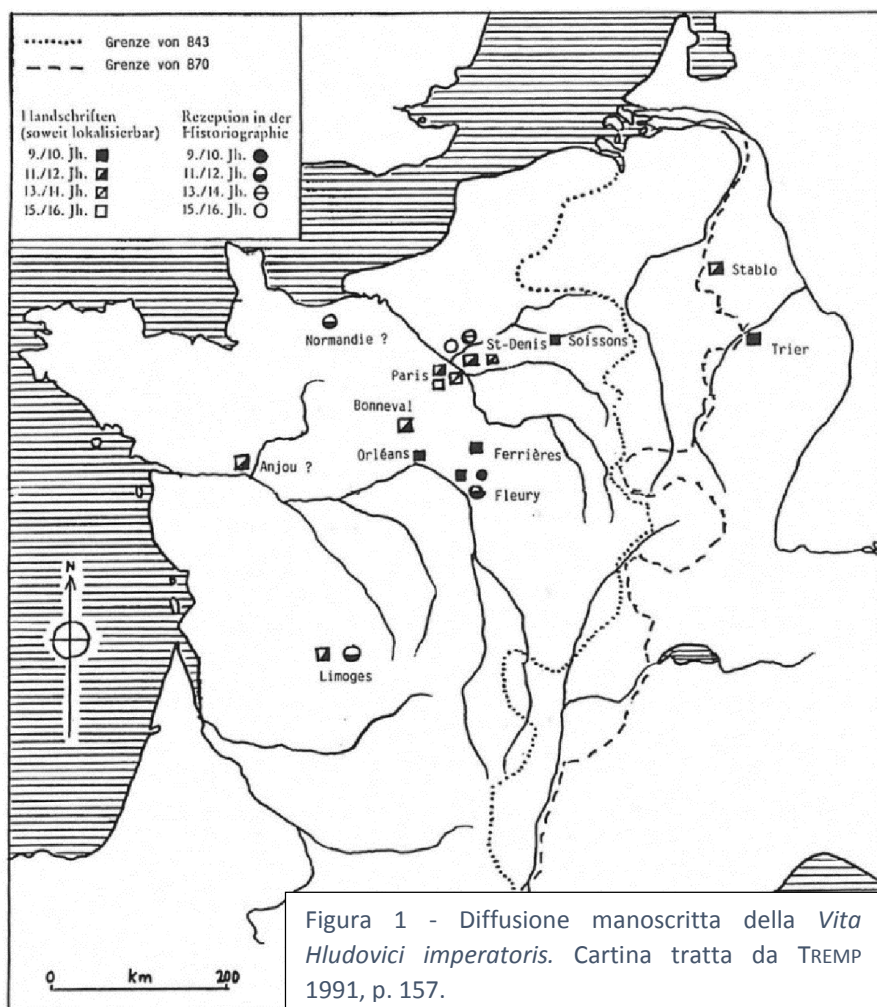 Grenze von 843
Grenze von 870
Handschriften
(soweit lokalisierbar)
9./10. Jh.
11./12. Jh.
13./14. Jh.
15./16. Jh.
Rezeption in der
Historiographie
9./10. Jh.
11./12. Jh.
13./14. Jh.
15./16. Jh.
Stablo
Normandie ?
St-Denis
Soissons
Trier
Paris
Bonneval
Orléans
Ferrières
Anjou ?
Fleury
N
Limoges
0 km 200
Figura 1 - Diffusione manoscritta della Vita
Hludovici imperatoris. Cartina tratta da TREMP
1991, p. 157.